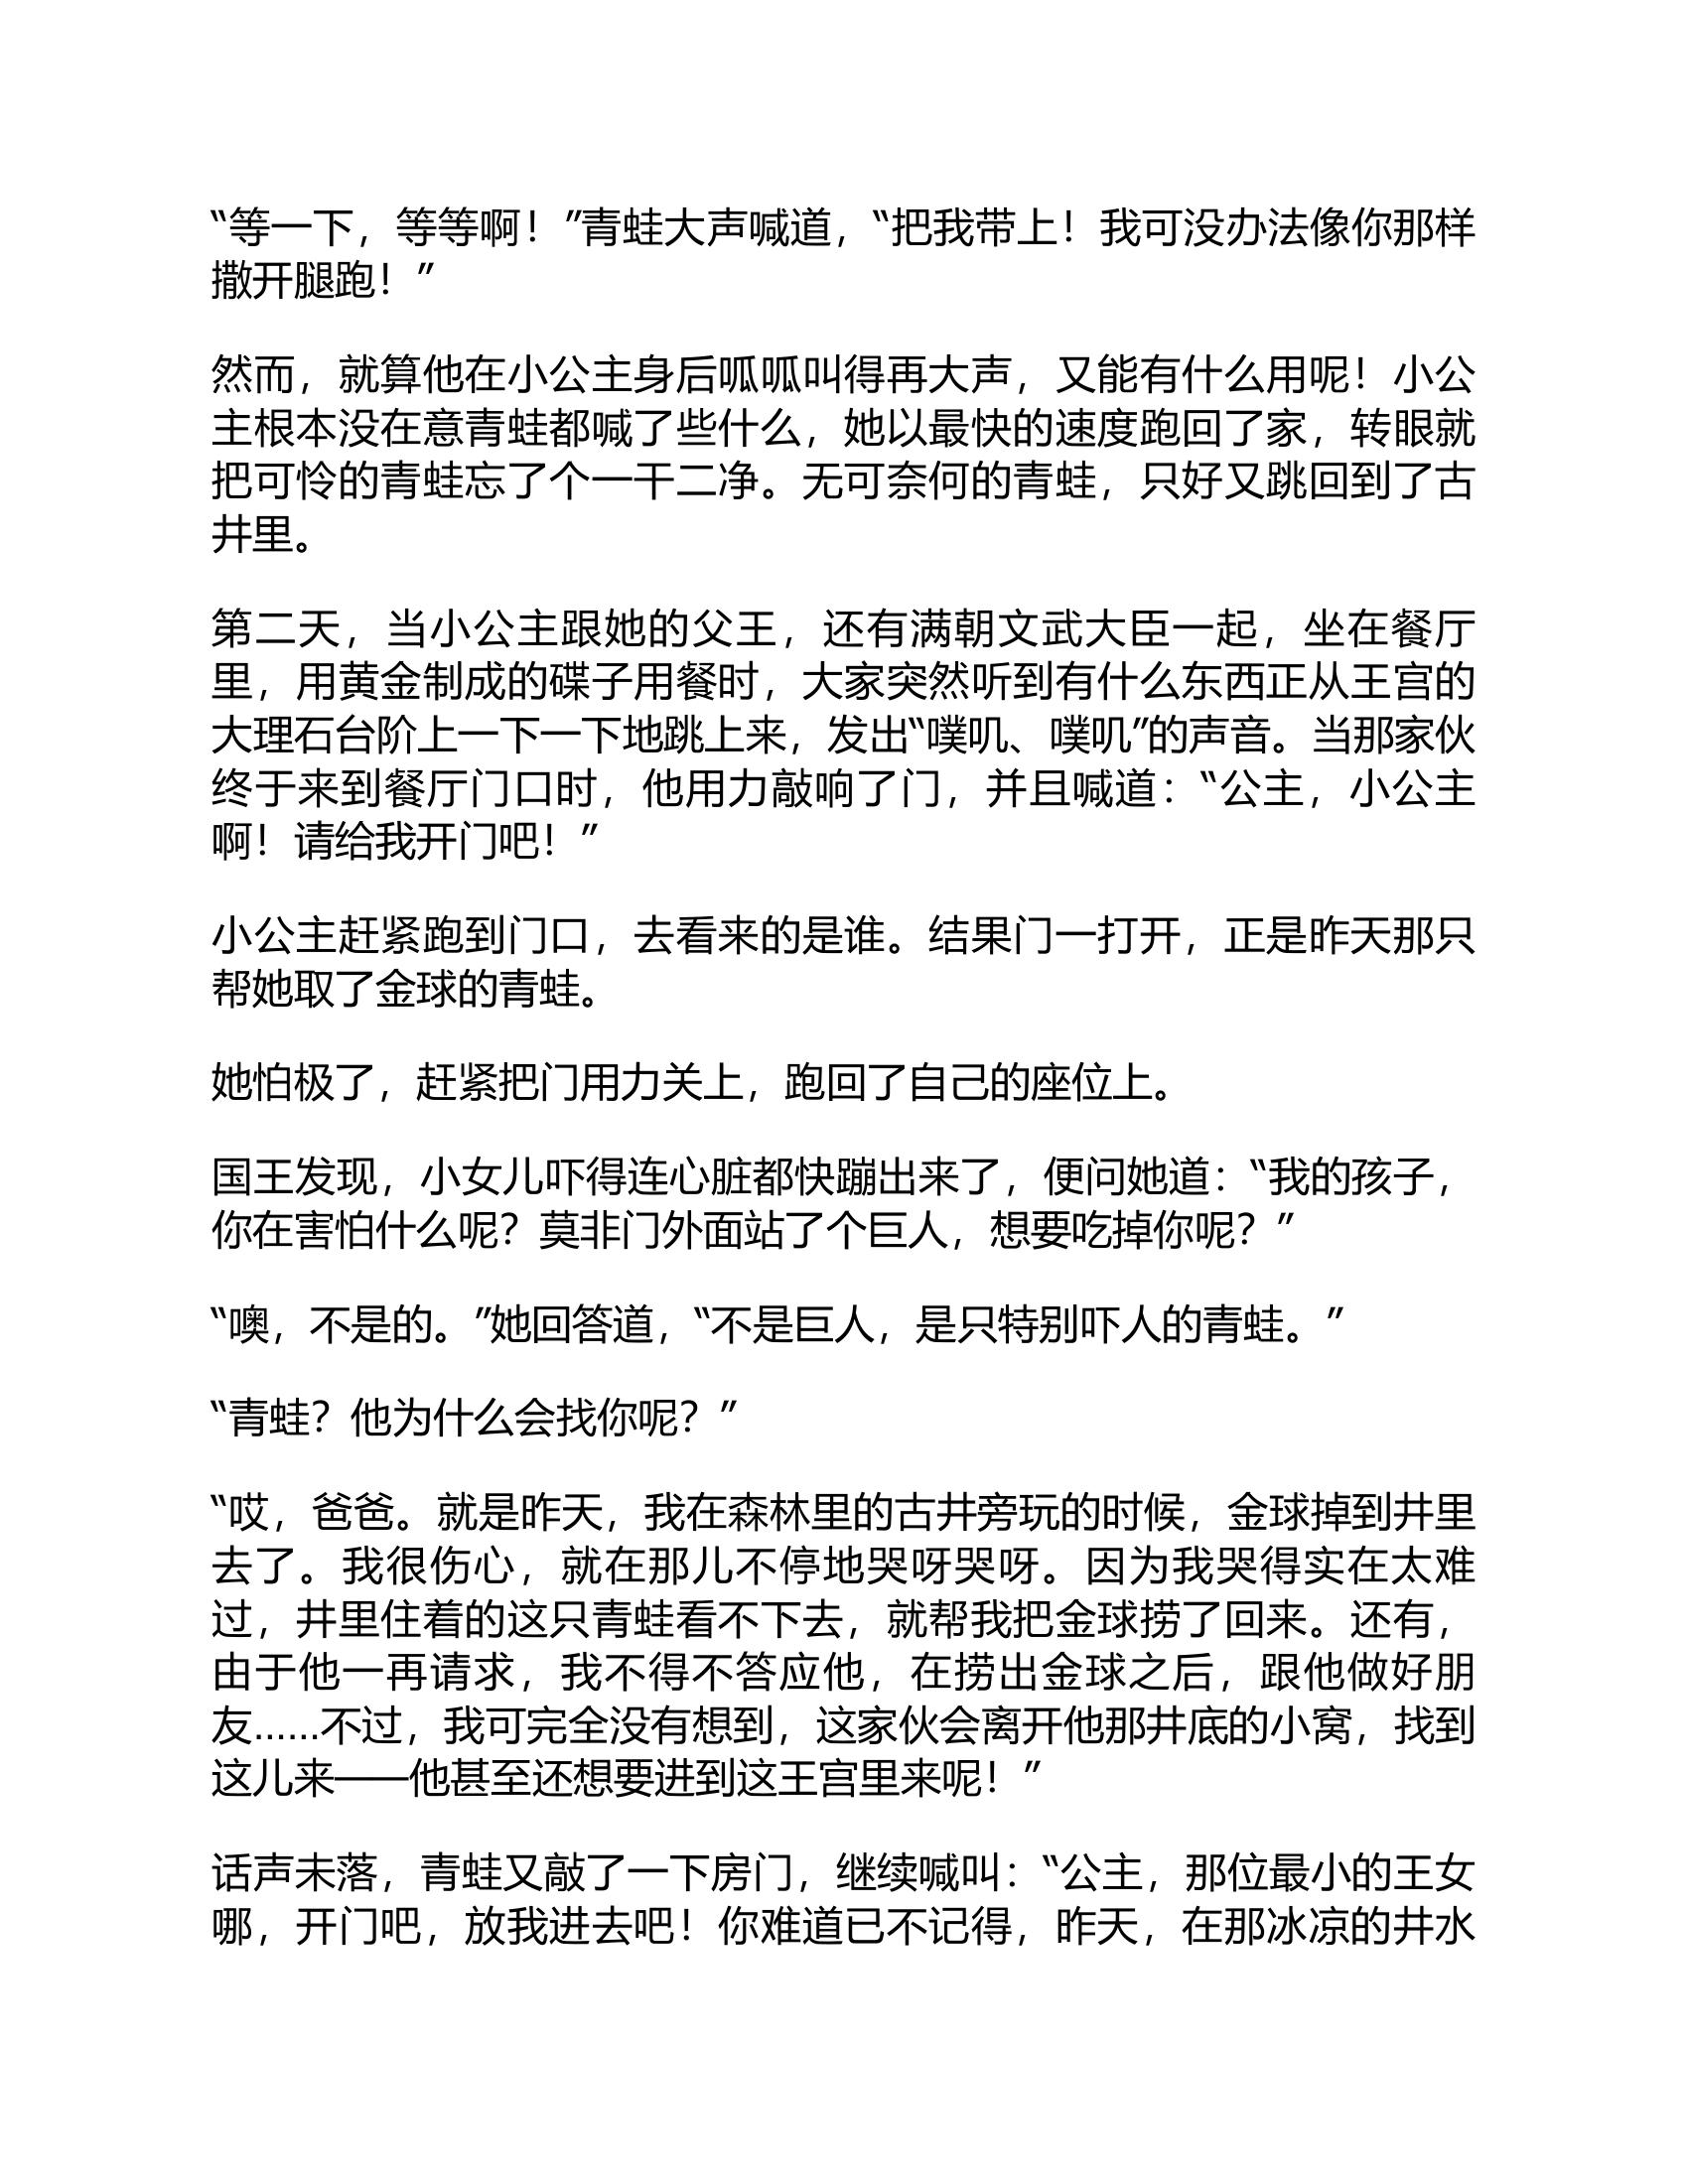 “等一下，等等啊！”青蛙大声喊道，“把我带上！我可没办法像你那样
撒开腿跑！”
然而，就算他在小公主身后呱呱叫得再大声，又能有什么用呢！小公
主根本没在意青蛙都喊了些什么，她以最快的速度跑回了家，转眼就
把可怜的青蛙忘了个一干二净。无可奈何的青蛙，只好又跳回到了古
井里。
第二天，当小公主跟她的父王，还有满朝文武大臣一起，坐在餐厅
里，用黄金制成的碟子用餐时，大家突然听到有什么东西正从王宫的
大理石台阶上一下一下地跳上来，发出“噗叽、噗叽”的声音。当那家伙
终于来到餐厅门口时，他用力敲响了门，并且喊道：“公主，小公主
啊！请给我开门吧！”
小公主赶紧跑到门口，去看来的是谁。结果门一打开，正是昨天那只
帮她取了金球的青蛙。
她怕极了，赶紧把门用力关上，跑回了自己的座位上。
国王发现，小女儿吓得连心脏都快蹦出来了，便问她道：“我的孩子，
你在害怕什么呢？莫非门外面站了个巨人，想要吃掉你呢？”
“噢，不是的。”她回答道，“不是巨人，是只特别吓人的青蛙。”
“青蛙？他为什么会找你呢？”
“哎，爸爸。就是昨天，我在森林里的古井旁玩的时候，金球掉到井里
去了。我很伤心，就在那儿不停地哭呀哭呀。因为我哭得实在太难
过，井里住着的这只青蛙看不下去，就帮我把金球捞了回来。还有，
由于他一再请求，我不得不答应他，在捞出金球之后，跟他做好朋
友……不过，我可完全没有想到，这家伙会离开他那井底的小窝，找到
这儿来——他甚至还想要进到这王宫里来呢！”
话声未落，青蛙又敲了一下房门，继续喊叫：“公主，那位最小的王女
哪，开门吧，放我进去吧！你难道已不记得，昨天，在那冰凉的井水